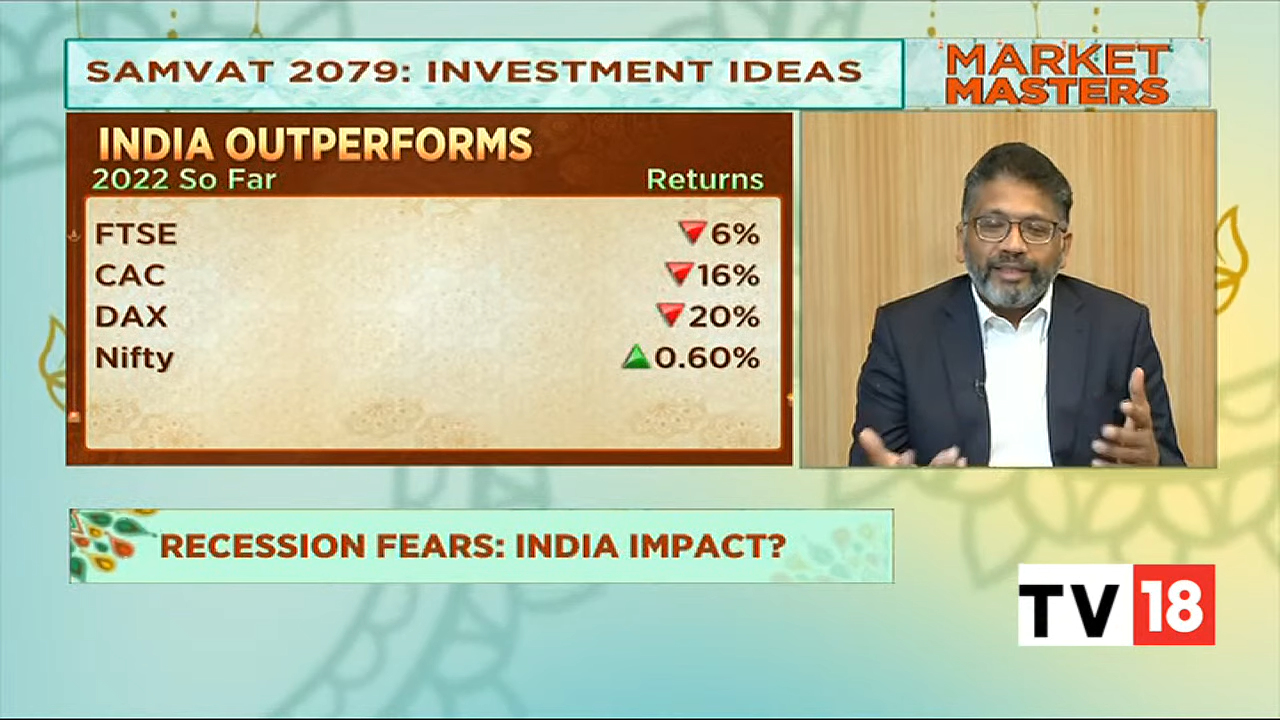 SAMVAT 2079: INVESTMENT IDEAS
MARKET
MASTERS
INDIA OUTPERFORMS
2022 So Far Returns
FTSE ▼6%
CAC ▼16%
DAX ▼20%
Nifty ▲0.60%
RECESSION FEARS: INDIA IMPACT?
TV18